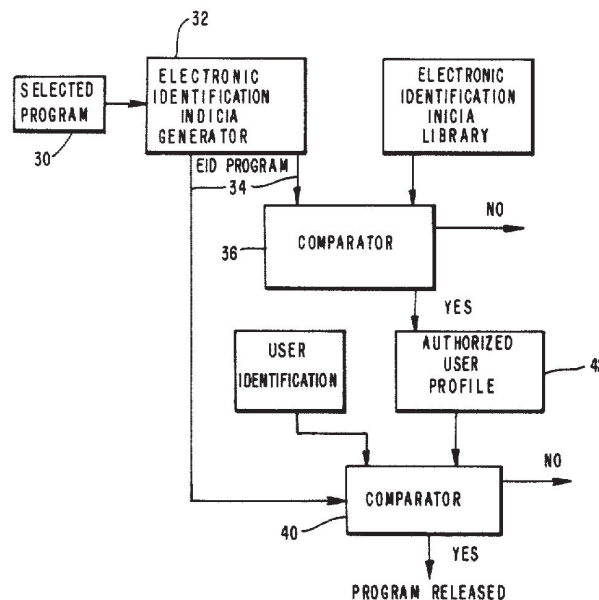 32
SELECTED
PROGRAM
30
ELECTRONIC
IDENTIFICATION
INDICIA
GENERATOR
ELECTRONIC
IDENTIFICATION
INICIA
LIBRARY
EID PROGRAM
34
COMPARATOR
36
NO
YES
USER
IDENTIFICATION
AUTHORIZED
USER
PROFILE
COMPARATOR
40
NO
YES
PROGRAM RELEASED